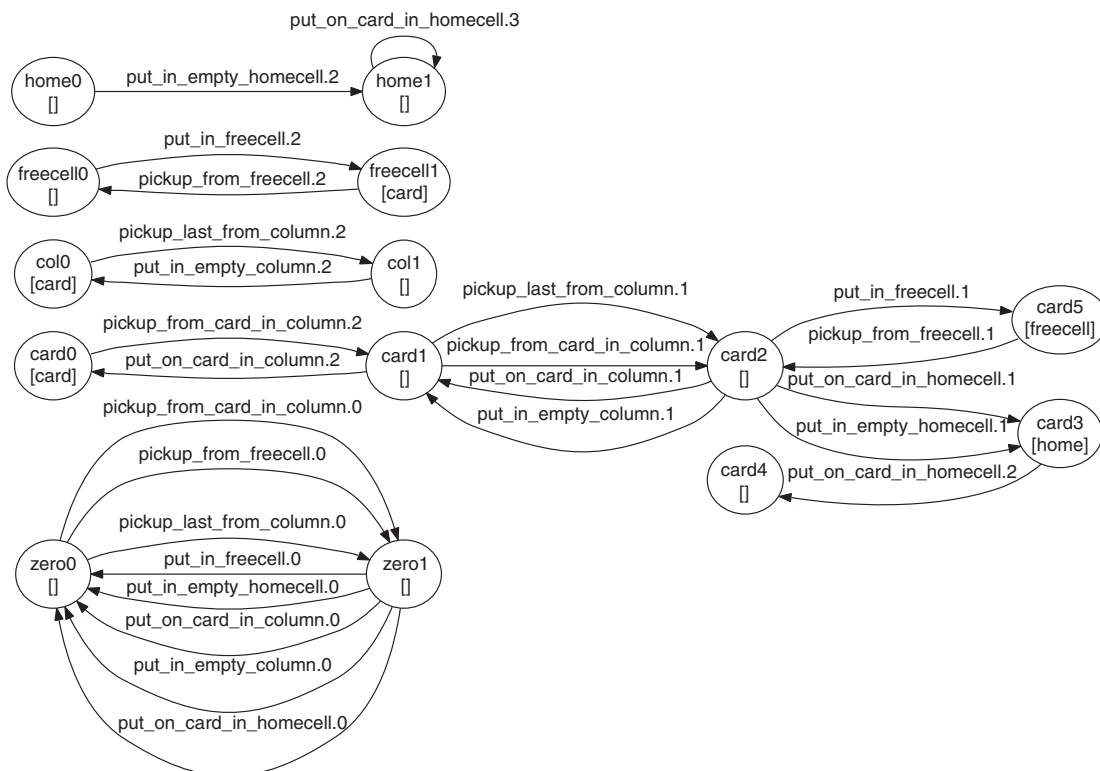 put_on_card_in_homecell.3
home0
[]
put_in_empty_homecell.2
home1
[]
put_in_freecell.2
freecell0
[]
pickup_from_freecell.2
freecell1
[card]
pickup_last_from_column.2
col0
[card]
put_in_empty_column.2
col1
[]
pickup_from_card_in_column.2
card0
[card]
put_on_card_in_column.2
card1
[]
pickup_last_from_column.1
pickup_from_card_in_column.1
put_on_card_in_column.1
put_in_empty_column.1
card2
[]
put_in_freecell.1
pickup_from_freecell.1
card5
[freecell]
put_on_card_in_homecell.1
put_in_empty_homecell.1
card3
[home]
card4
[]
put_on_card_in_homecell.2
pickup_from_card_in_column.0
pickup_from_freecell.0
pickup_last_from_column.0
zero0
[]
put_in_freecell.0
zero1
[]
put_in_empty_homecell.0
put_on_card_in_column.0
put_in_empty_column.0
put_on_card_in_homecell.0